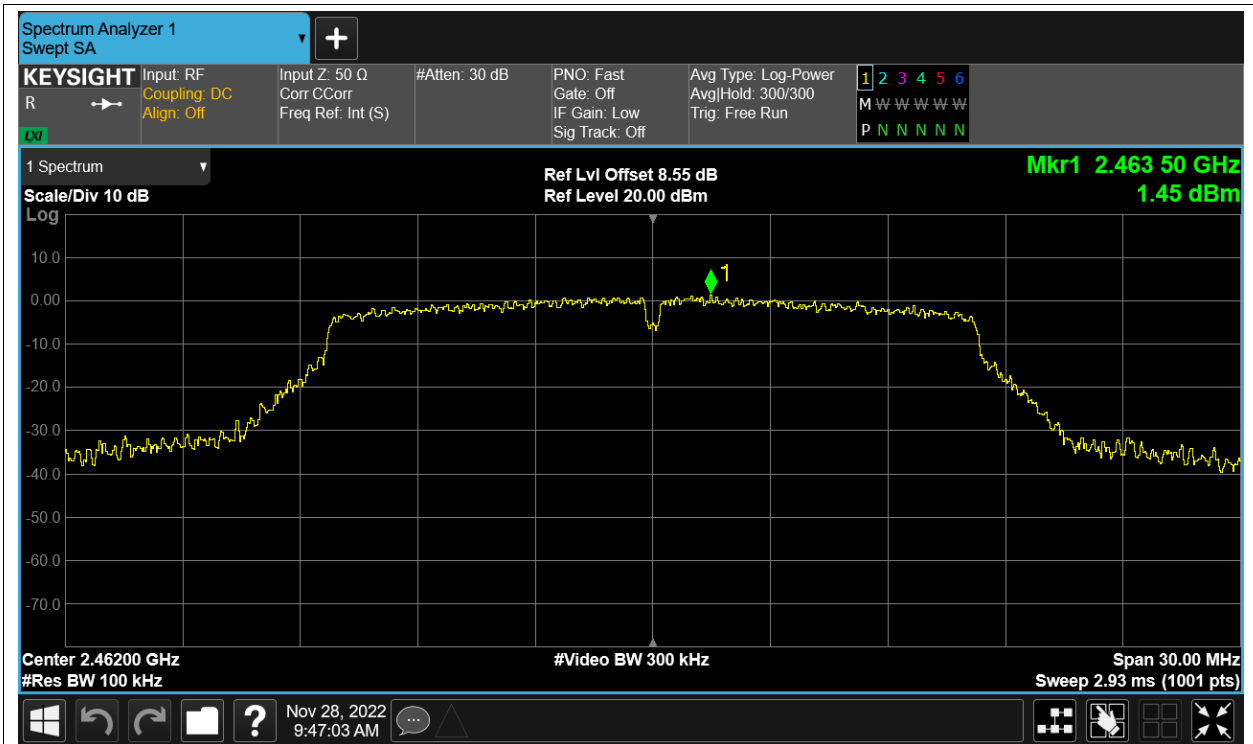 Spectrum Analyzer 1
Swept SA
KEYSIGHT
R
LXI
Input: RF
Coupling: DC
Align: Off
Input Z: 50 Ω
Corr CCorr
Freq Ref: Int (S)
#Atten: 30 dB
PNO: Fast
Gate: Off
IF Gain: Low
Sig Track: Off
Avg Type: Log-Power
Avg|Hold: 300/300
Trig: Free Run
1 2 3 4 5 6
M W W W W W
P N N N N N
1 Spectrum
Scale/Div 10 dB
Log
Ref Lvl Offset 8.55 dB
Ref Level 20.00 dBm
Mkr1 2.463 50 GHz
1.45 dBm
1
10.0
0.00
-10.0
-20.0
-30.0
-40.0
-50.0
-60.0
-70.0
Center 2.46200 GHz
#Res BW 100 kHz
#Video BW 300 kHz
Span 30.00 MHz
Sweep 2.93 ms (1001 pts)
?
Nov 28, 2022
9:47:03 AM